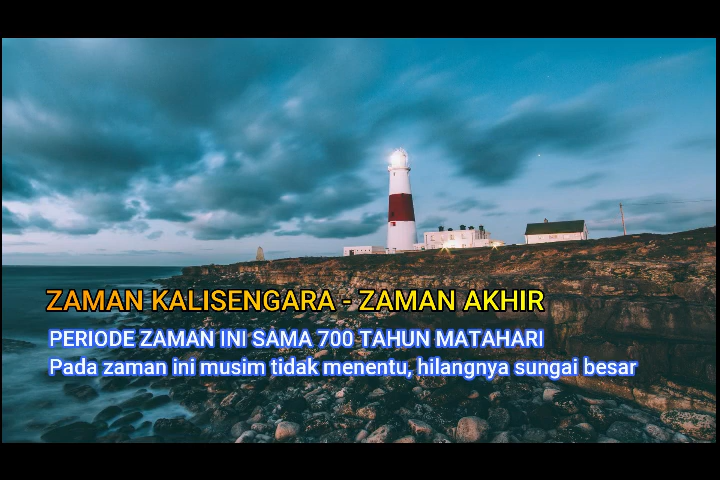 ZAMAN KALISENGARA - ZAMAN AKHIR
PERIODE ZAMAN INI SAMA 700 TAHUN MATAHARI
Pada zaman ini musim tidak menentu, hilangnya sungai besar